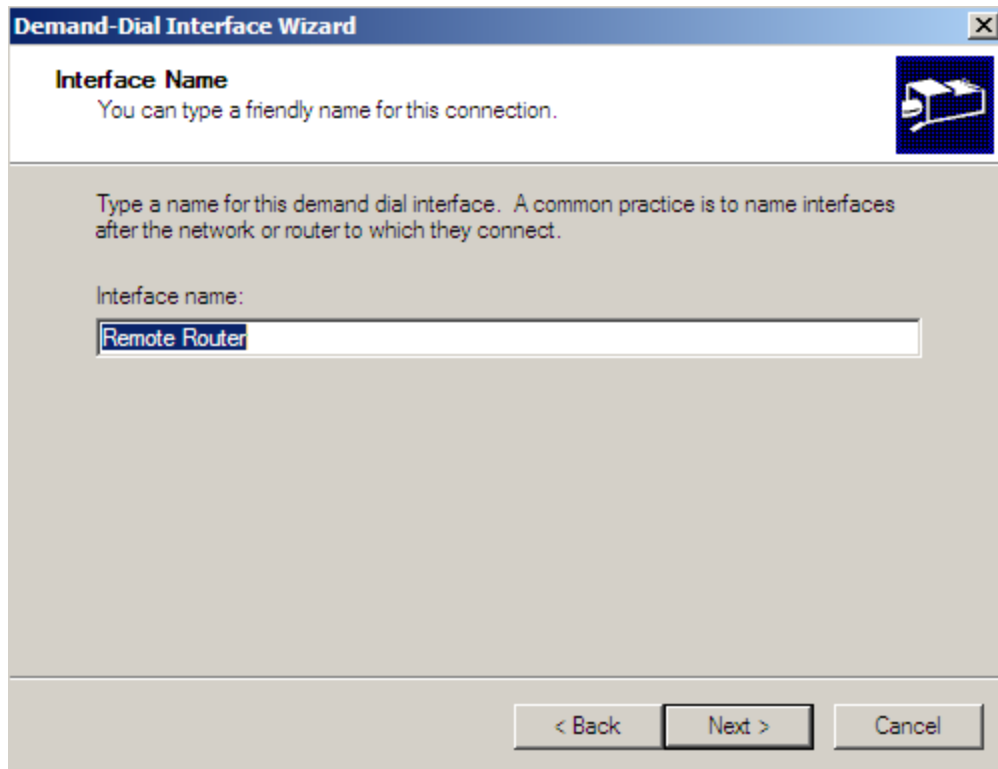 Demand-Dial Interface Wizard
Interface Name
You can type a friendly name for this connection.
Type a name for this demand dial interface.  A common practice is to name interfaces
after the network or router to which they connect.
Interface name:
Remote Router
< Back
Next >
Cancel